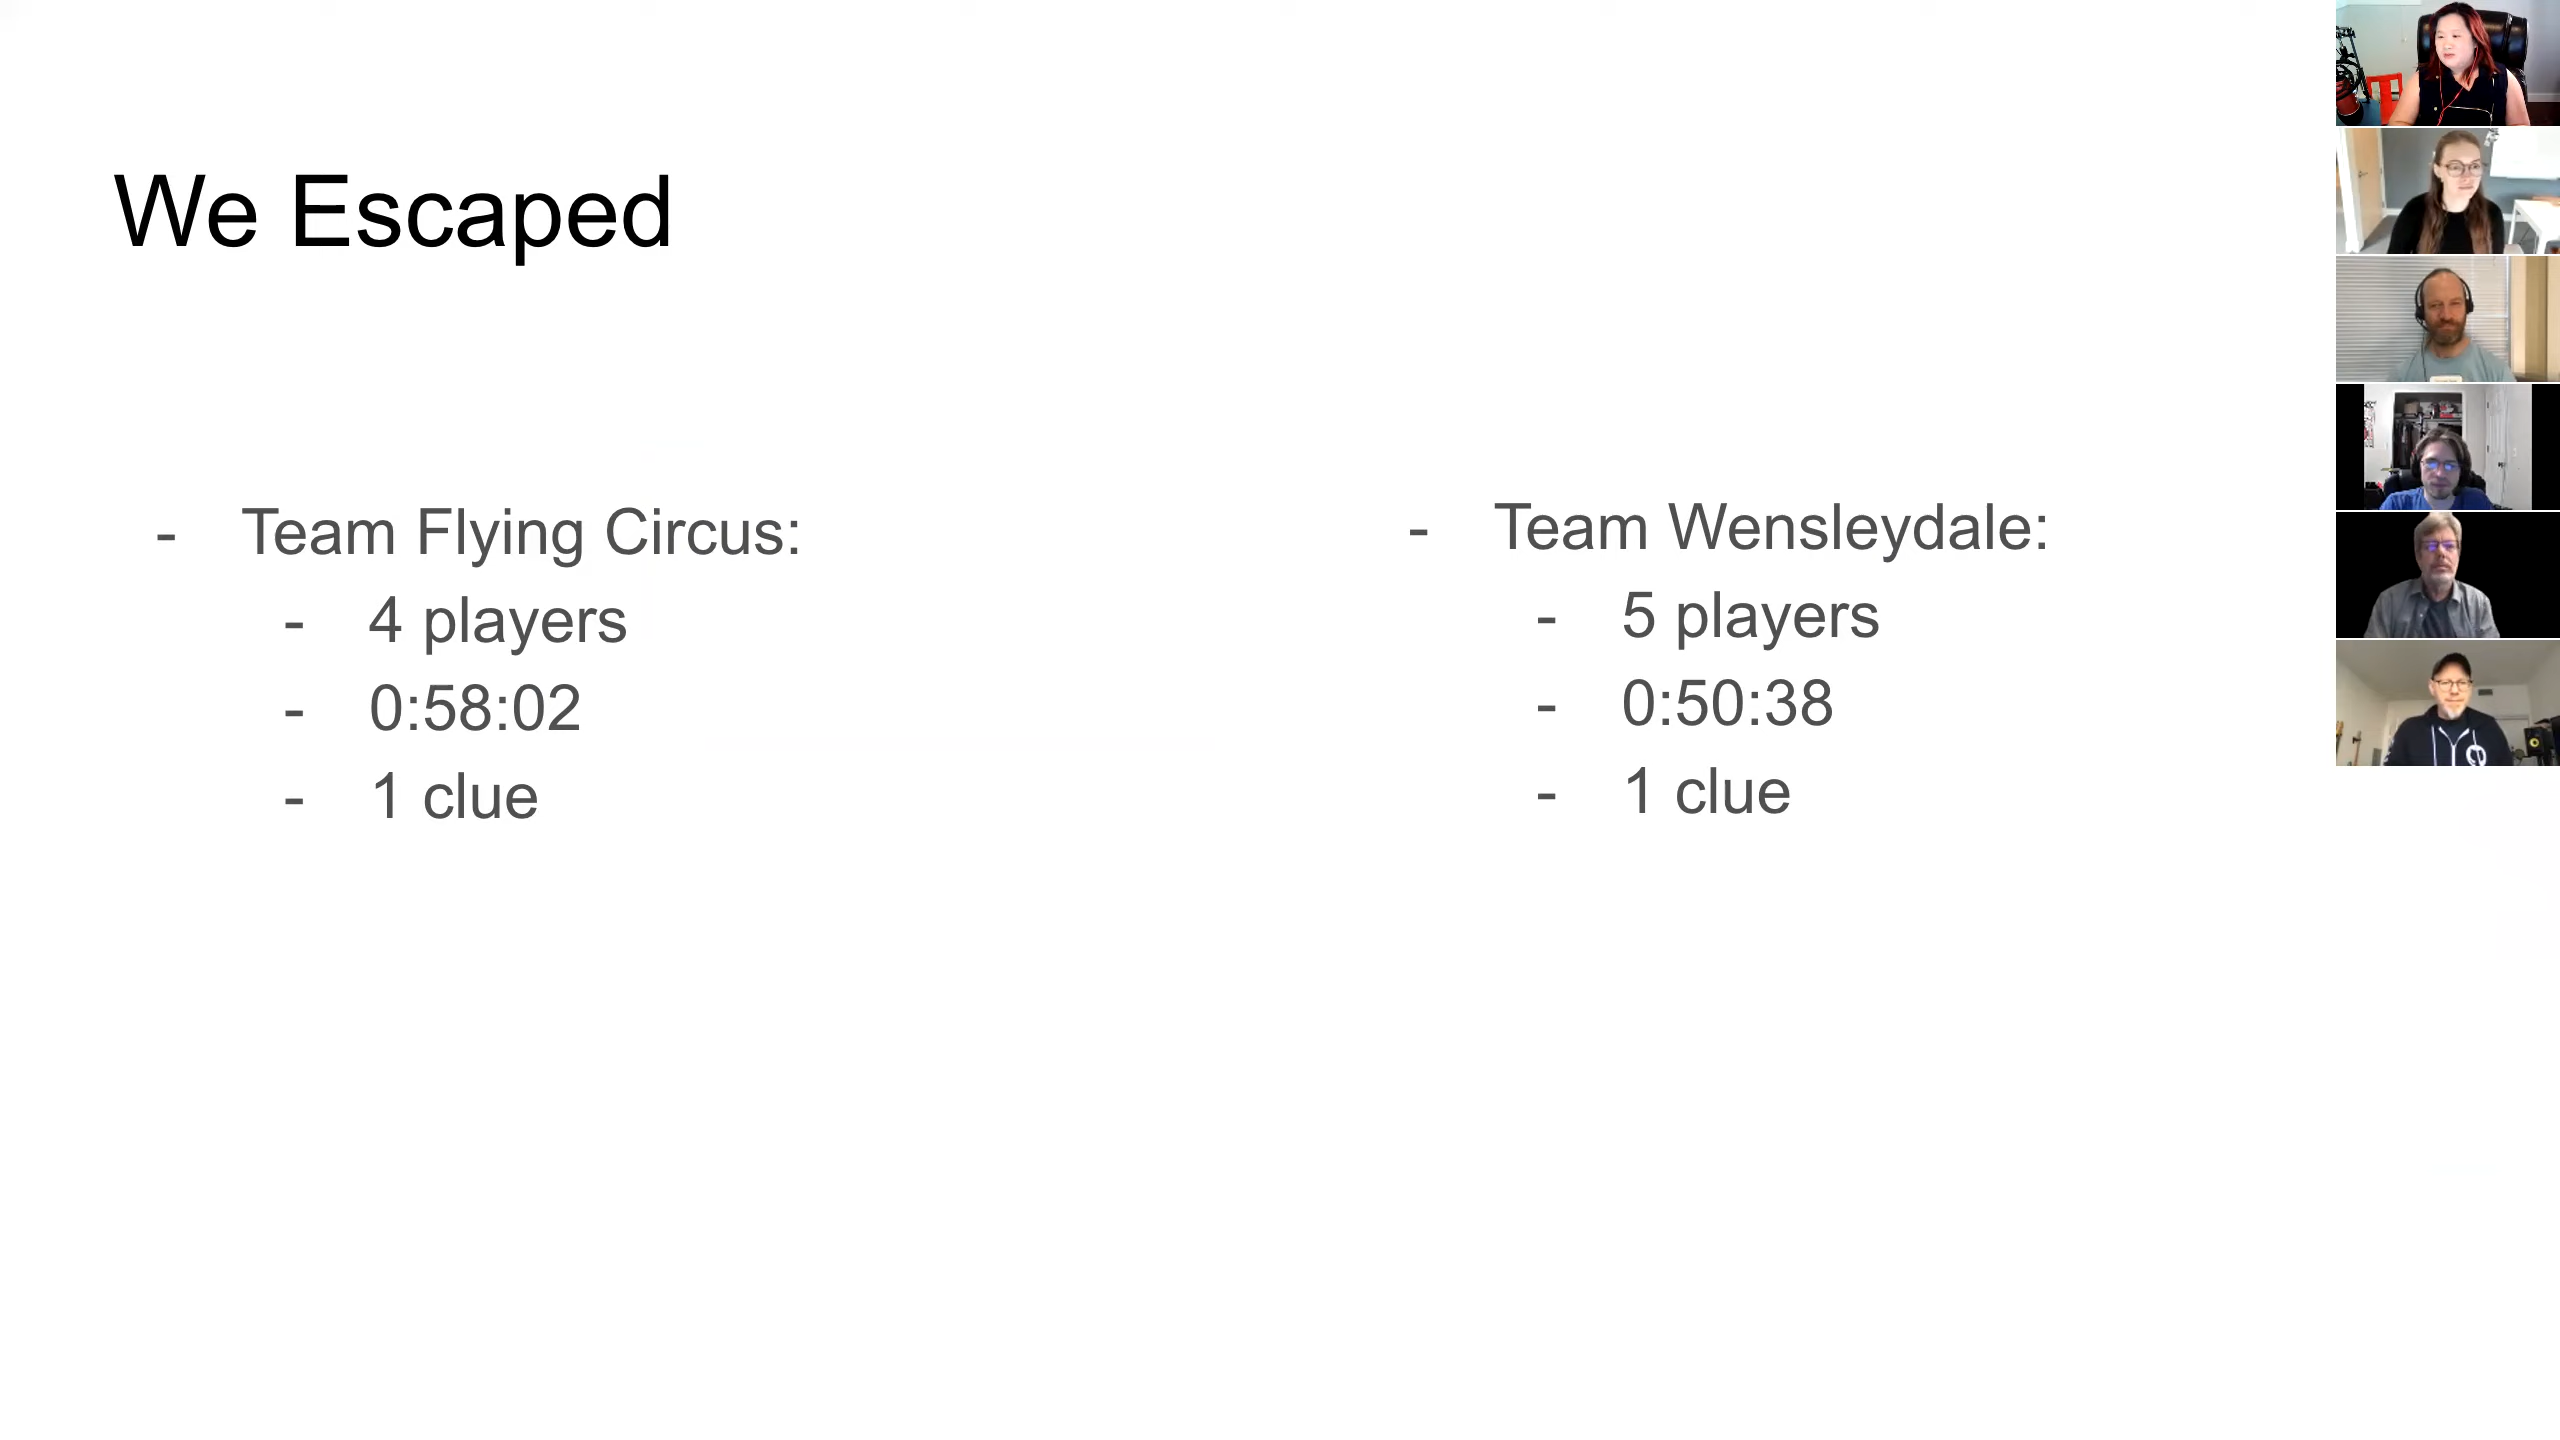 We Escaped
- Team Flying Circus:
- 4 players
- 0:58:02
- 1 clue
- Team Wensleydale:
- 5 players
- 0:50:38
- 1 clue